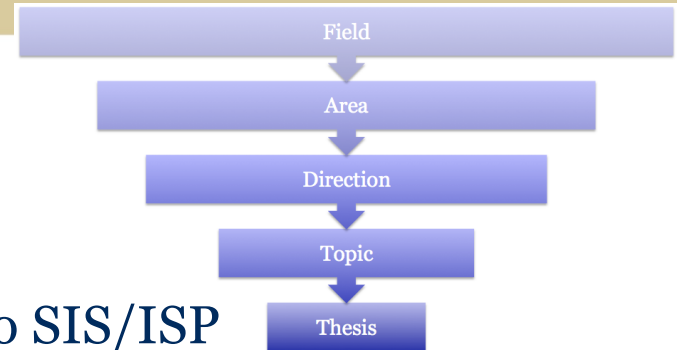 Field
Area
Direction
Topic
Thesis
SIS/ISP